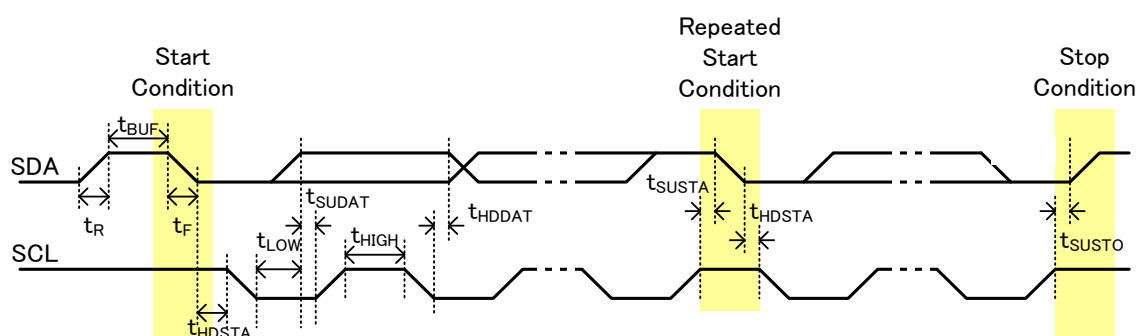 Start
Condition
Repeated
Start
Condition
Stop
Condition
tBUF
SDA
tR
tF
tSUDAT
tHDDAT
tSUSTA
tHDSTA
tLOW
tHIGH
tSUSTO
SCL
tHDSTA